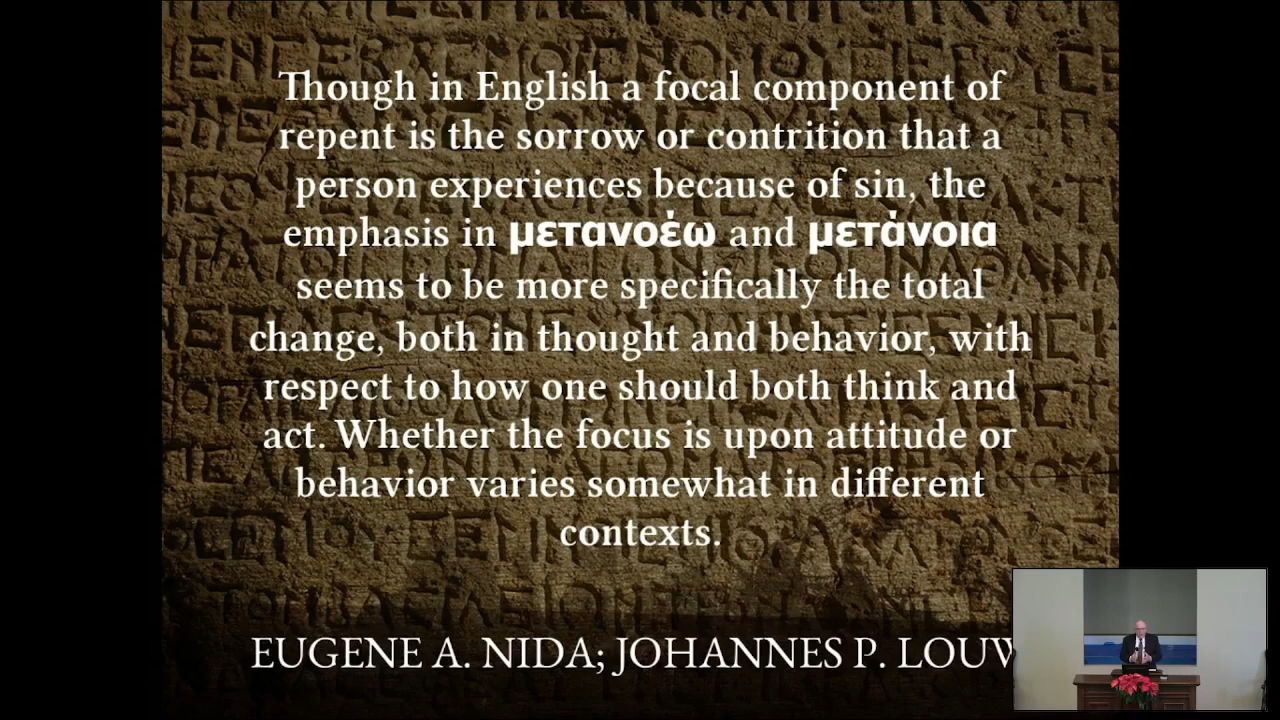 Though in English a focal component of
repent is the sorrow or contrition that a
person experiences because of sin, the
emphasis in μετανοέω and μετάνοια
seems to be more specifically the total
change, both in thought and behavior, with
respect to how one should both think and
act. Whether the focus is upon attitude or
behavior varies somewhat in different
contexts.
EUGENE A. NIDA; JOHANNES P. LOUW